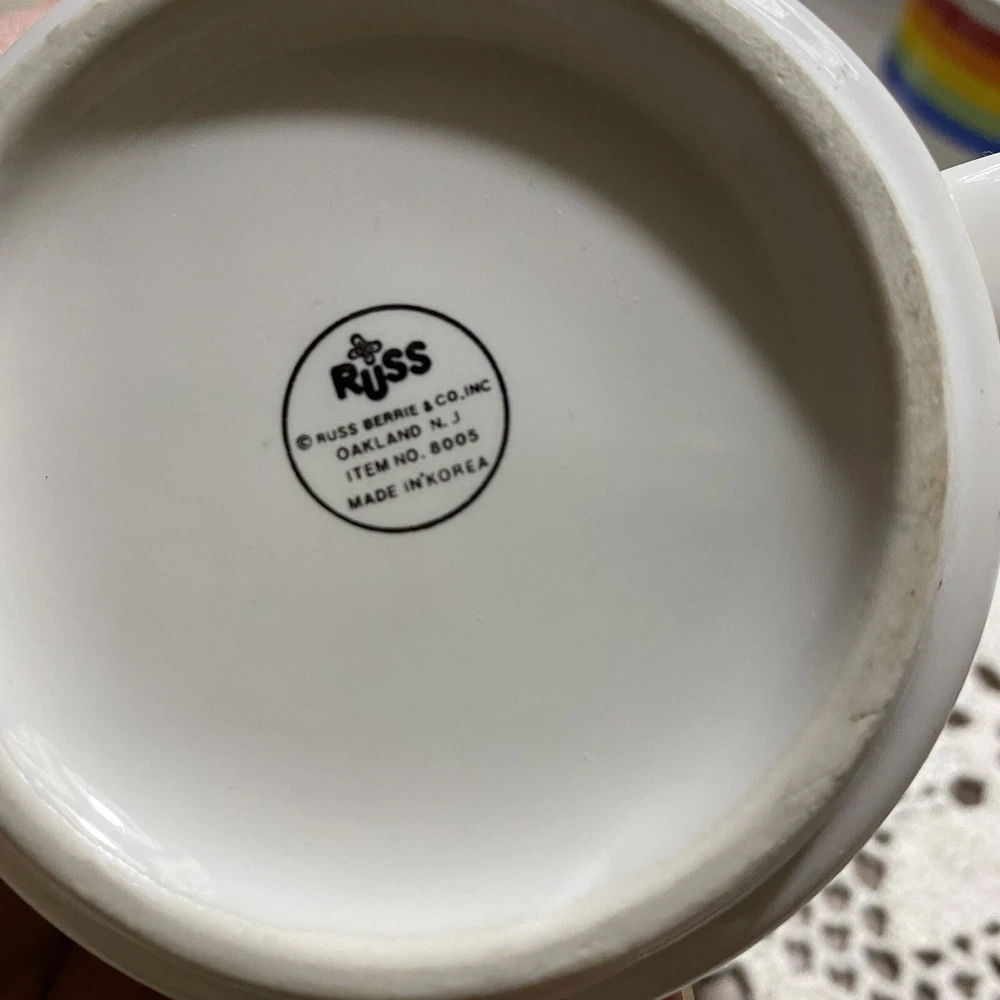 RUSS
© RUSS BERRIE & CO., INC
OAKLAND N. J
ITEM NO. 8005
MADE IN KOREA